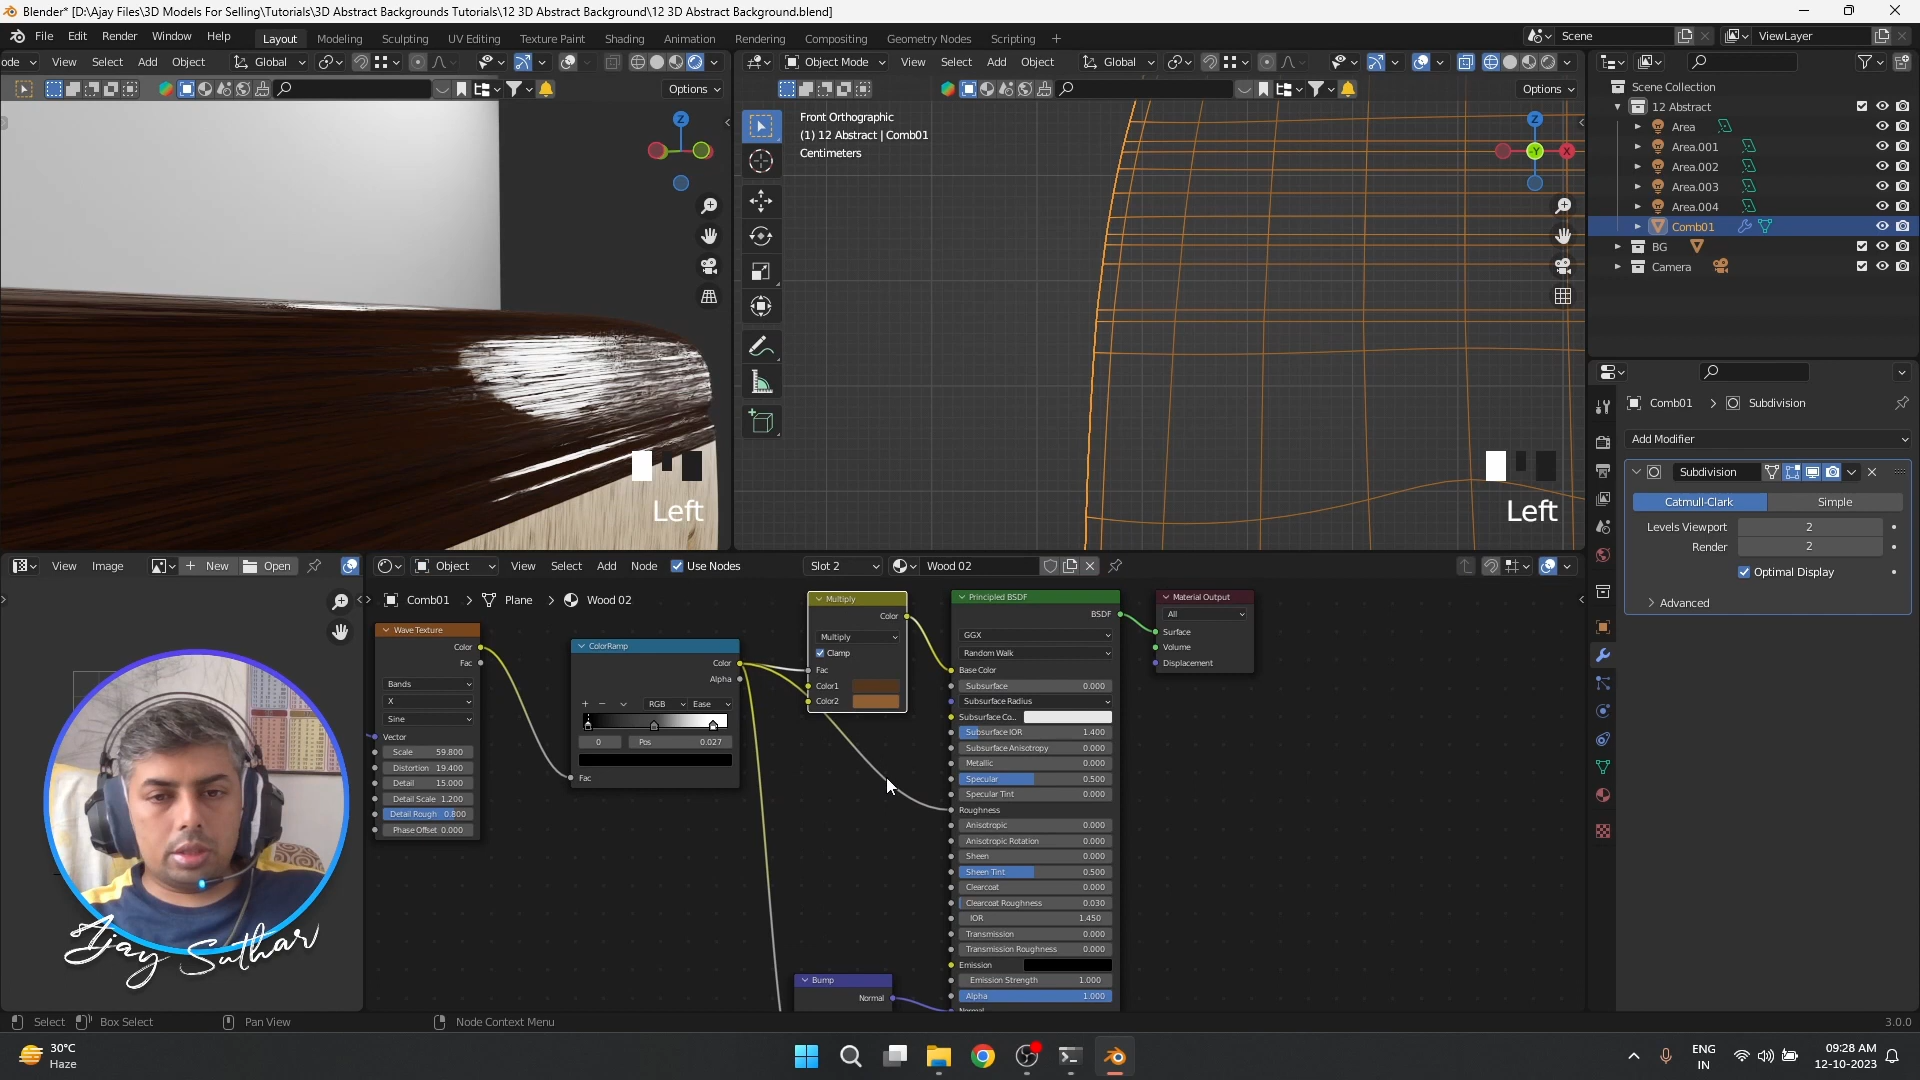 Blender* [D:\Ajay Files\3D Models For Selling\Tutorials\3D Abstract Backgrounds Tutorials\12 3D Abstract Background\12 3D Abstract Background.blend]
File Edit Render Window Help Layout Modeling Sculpting UV Editing Texture Paint Shading Animation Rendering Compositing Geometry Nodes Scripting + Scene ViewLayer
ode View Select Add Object Global Object Mode View Select Add Object Global
Options Options
Scene Collection
12 Abstract
Area
Area.001
Area.002
Area.003
Area.004
Comb01
BG
Camera
Z
Front Orthographic
(1) 12 Abstract | Comb01
Centimeters
Z
-Y
X
Left
Left
Comb01 > Subdivision
Add Modifier
Subdivision
Catmull-Clark Simple
Levels Viewport 2
Render 2
Optimal Display
Advanced
View Image New Open Object View Select Add Node Use Nodes Slot 2 Wood 02
Comb01 > Plane > Wood 02
Wave Texture
Color
Fac
Bands
X
Sine
Vector
Scale 59.800
Distortion 19.400
Detail 15.000
Detail Scale 1.200
Detail Rough 0.800
Phase Offset 0.000
ColorRamp
Color
Alpha
+ - RGB Ease
0 Pos 0.027
Fac
Multiply
Color
Multiply
Clamp
Fac
Color1
Color2
Bump
Normal
Principled BSDF
BSDF
GGX
Random Walk
Base Color
Subsurface 0.000
Subsurface Radius
Subsurface Co..
Subsurface IOR 1.400
Subsurface Anisotropy 0.000
Metallic 0.000
Specular 0.500
Specular Tint 0.000
Roughness
Anisotropic 0.000
Anisotropic Rotation 0.000
Sheen 0.000
Sheen Tint 0.500
Clearcoat 0.000
Clearcoat Roughness 0.030
IOR 1.450
Transmission 0.000
Transmission Roughness 0.000
Emission
Emission Strength 1.000
Alpha 1.000
Normal
Material Output
All
Surface
Volume
Displacement
Ajay Suthar
Select Box Select Pan View Node Context Menu 3.0.0
30°C
Haze
ENG
IN
09:28 AM
12-10-2023